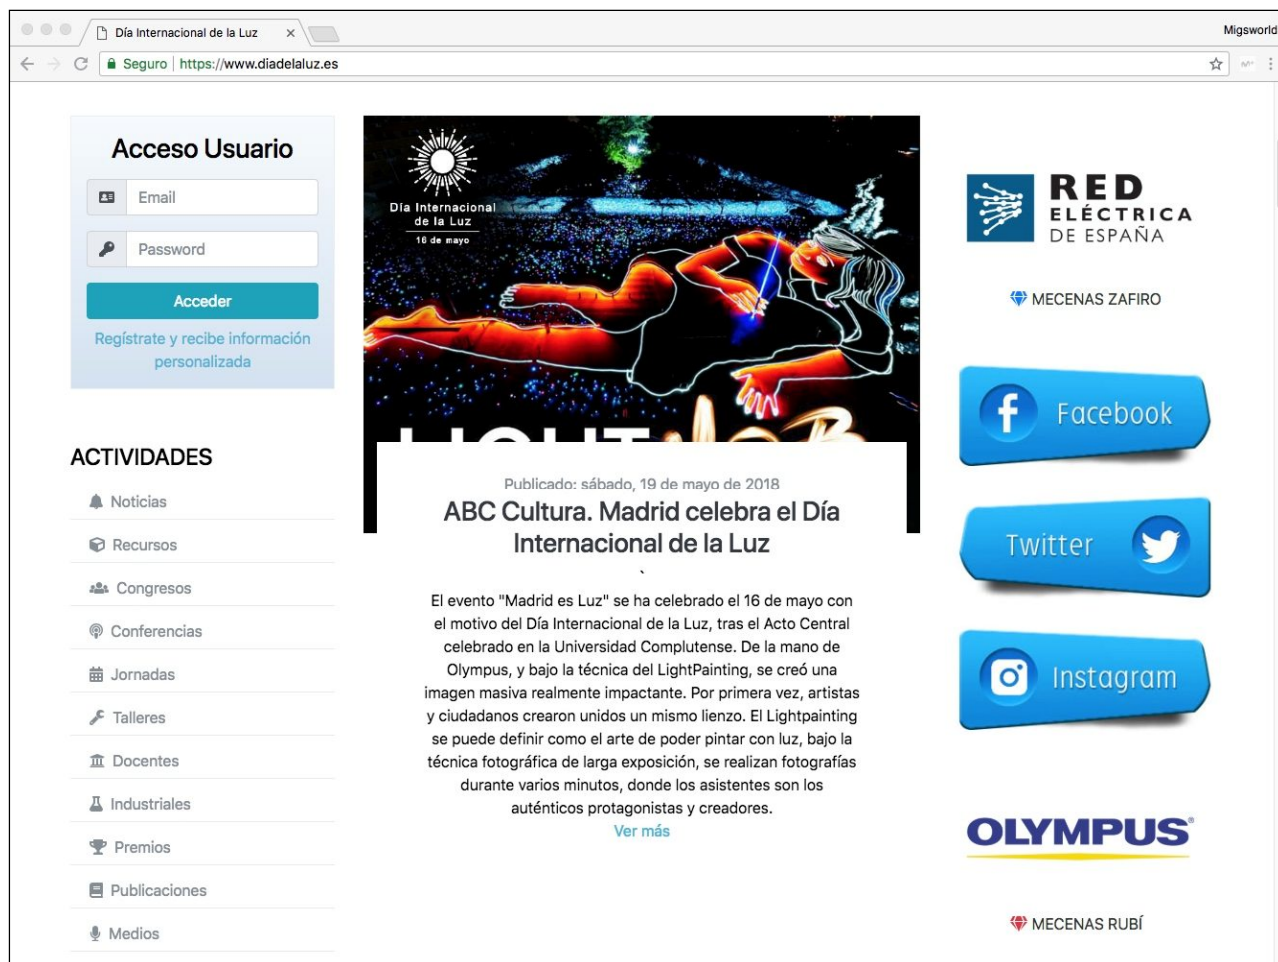 Día Internacional de la Luz
Migsworld
Seguro https://www.diadelaluz.es
Acceso Usuario
Email
Password
Acceder
Regístrate y recibe información
personalizada
ACTIVIDADES
Noticias
Recursos
Congresos
Conferencias
Jornadas
Talleres
Docentes
Industriales
Premios
Publicaciones
Medios
Día Internacional
de la Luz
16 de mayo
LIGHT
Publicado: sábado, 19 de mayo de 2018
ABC Cultura. Madrid celebra el Día
Internacional de la Luz
`
El evento "Madrid es Luz" se ha celebrado el 16 de mayo con
el motivo del Día Internacional de la Luz, tras el Acto Central
celebrado en la Universidad Complutense. De la mano de
Olympus, y bajo la técnica del LightPainting, se creó una
imagen masiva realmente impactante. Por primera vez, artistas
y ciudadanos crearon unidos un mismo lienzo. El Lightpainting
se puede definir como el arte de poder pintar con luz, bajo la
técnica fotográfica de larga exposición, se realizan fotografías
durante varios minutos, donde los asistentes son los
auténticos protagonistas y creadores.
Ver más
RED
ELÉCTRICA
DE ESPAÑA
MECENAS ZAFIRO
Facebook
Twitter
Instagram
OLYMPUS®
MECENAS RUBÍ